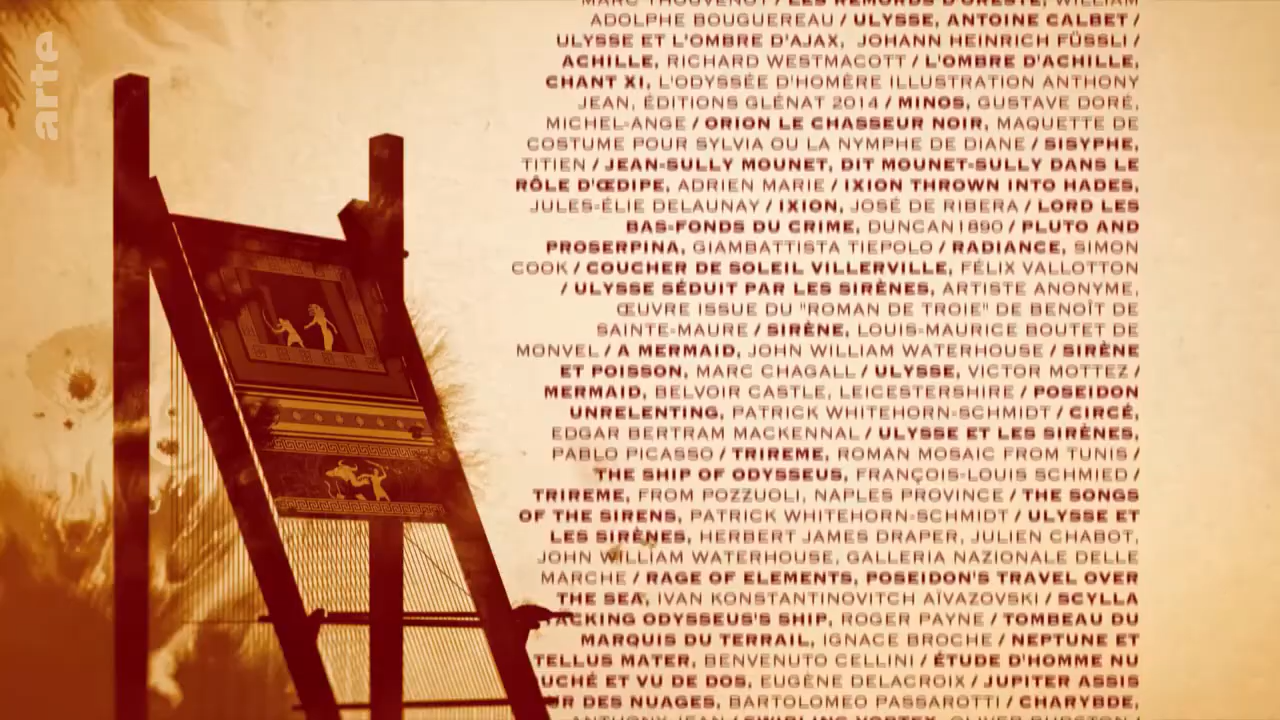 arte
MARC THOUVENOT / LES REMORDS D'ORESTE, WILLIAM
ADOLPHE BOUGUEREAU / ULYSSE, ANTOINE CALBET /
ULYSSE ET L'OMBRE D'AJAX, JOHANN HEINRICH FÜSSLI /
ACHILLE, RICHARD WESTMACOTT / L'OMBRE D'ACHILLE,
CHANT XI, L'ODYSSÉE D'HOMÈRE ILLUSTRATION ANTHONY
JEAN, ÉDITIONS GLÉNAT 2014 / MINOS, GUSTAVE DORÉ,
MICHEL-ANGE / ORION LE CHASSEUR NOIR, MAQUETTE DE
COSTUME POUR SYLVIA OU LA NYMPHE DE DIANE / SISYPHE,
TITIEN / JEAN-SULLY MOUNET, DIT MOUNET-SULLY DANS LE
RÔLE D'ŒDIPE, ADRIEN MARIE / IXION THROWN INTO HADES,
JULES-ÉLIE DELAUNAY / IXION, JOSÉ DE RIBERA / LORD LES
BAS-FONDS DU CRIME, DUNCAN1890 / PLUTO AND
PROSERPINA, GIAMBATTISTA TIEPOLO / RADIANCE, SIMON
COOK / COUCHER DE SOLEIL VILLERVILLE, FÉLIX VALLOTTON
/ ULYSSE SÉDUIT PAR LES SIRÈNES, ARTISTE ANONYME,
ŒUVRE ISSUE DU "ROMAN DE TROIE" DE BENOÎT DE
SAINTE-MAURE / SIRÈNE, LOUIS-MAURICE BOUTET DE
MONVEL / A MERMAID, JOHN WILLIAM WATERHOUSE / SIRÈNE
ET POISSON, MARC CHAGALL / ULYSSE, VICTOR MOTTEZ /
MERMAID, BELVOIR CASTLE, LEICESTERSHIRE / POSEIDON
UNRELENTING, PATRICK WHITEHORN-SCHMIDT / CIRCÉ,
EDGAR BERTRAM MACKENNAL / ULYSSE ET LES SIRÈNES,
PABLO PICASSO / TRIREME, ROMAN MOSAIC FROM TUNIS /
THE SHIP OF ODYSSEUS, FRANÇOIS-LOUIS SCHMIED /
TRIREME, FROM POZZUOLI, NAPLES PROVINCE / THE SONGS
OF THE SIRENS, PATRICK WHITEHORN-SCHMIDT / ULYSSE ET
LES SIRÈNES, HERBERT JAMES DRAPER, JULIEN CHABOT,
JOHN WILLIAM WATERHOUSE, GALLERIA NAZIONALE DELLE
MARCHE / RAGE OF ELEMENTS, POSEIDON'S TRAVEL OVER
THE SEA, IVAN KONSTANTINOVITCH AÏVAZOVSKI / SCYLLA
ODYSSEUS'S SHIP, ROGER PAYNE / TOMBEAU DU
MARQUIS DU TERRAIL, IGNACE BROCHE / NEPTUNE ET
TELLUS MATER, BENVENUTO CELLINI / ÉTUDE D'HOMME NU
ET VU DE DOS, EUGÈNE DELACROIX / JUPITER ASSIS
DES NUAGES, BARTOLOMEO PASSAROTTI / CHARYBDE,
ANTHONY JEAN /